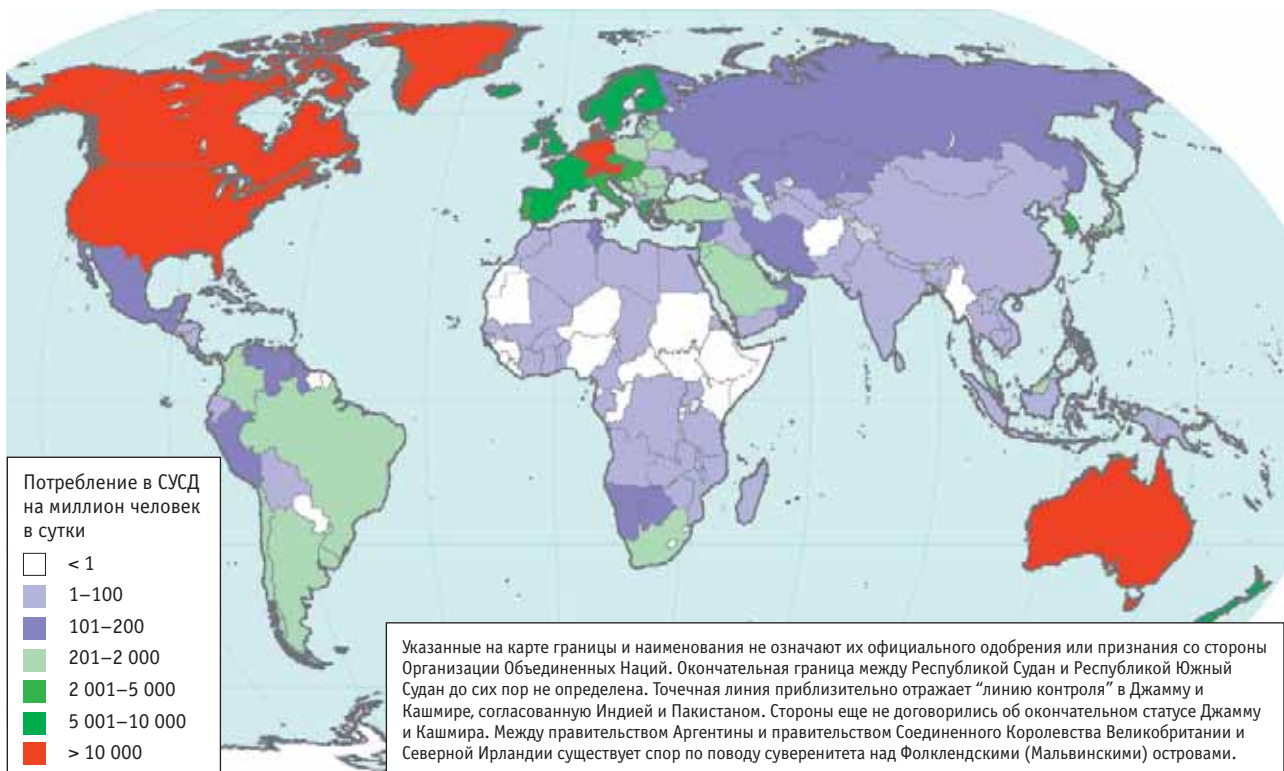 Потребление в СУСД
на миллион человек
в сутки
< 1
1–100
101–200
201–2 000
2 001–5 000
5 001–10 000
> 10 000
Указанные на карте границы и наименования не означают их официального одобрения или признания со стороны
Организации Объединенных Наций. Окончательная граница между Республикой Судан и Республикой Южный
Судан до сих пор не определена. Точечная линия приблизительно отражает “линию контроля” в Джамму и
Кашмире, согласованную Индией и Пакистаном. Стороны еще не договорились об окончательном статусе Джамму
и Кашмира. Между правительством Аргентины и правительством Соединенного Королевства Великобритании и
Северной Ирландии существует спор по поводу суверенитета над Фолклендскими (Мальвинскими) островами.